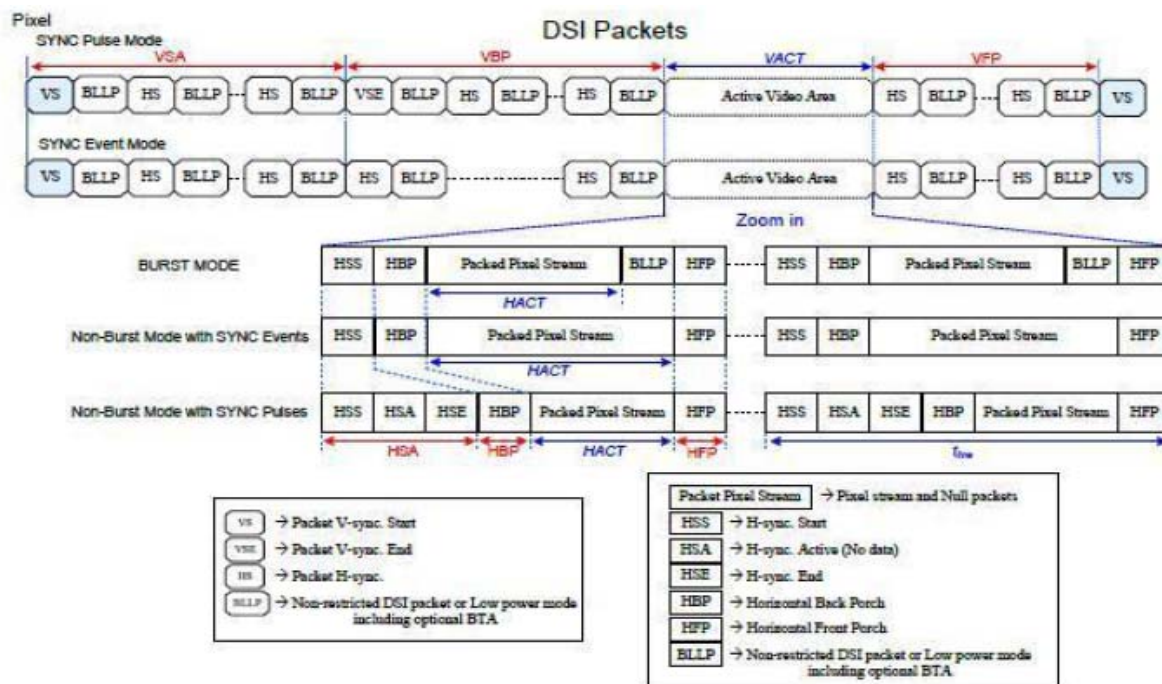 Pixel
DSI Packets
SYNC Pulse Mode
VSA VBP VACT VFP
VS BLLP HS BLLP HS BLLP VSE BLLP HS BLLP HS BLLP Active Video Area HS BLLP HS BLLP VS
SYNC Event Mode
VS BLLP HS BLLP HS BLLP HS BLLP HS BLLP Active Video Area HS BLLP HS BLLP VS
Zoom in
BURST MODE HSS HBP Packed Pixel Stream BLLP HFP HSS HBP Packed Pixel Stream BLLP HFP
HACT
Non-Burst Mode with SYNC Events HSS HBP Packed Pixel Stream HFP HSS HBP Packed Pixel Stream HFP
HACT
Non-Burst Mode with SYNC Pulses HSS HSA HSE HBP Packed Pixel Stream HFP HSS HSA HSE HBP Packed Pixel Stream HFP
HSA HBP HACT HFP
VS → Packet V-sync. Start
VSE → Packet V-sync. End
HS → Packet H-sync.
BLLP → Non-restricted DSI packet or Low power mode
including optional BTA
Packet Pixel Stream → Pixel stream and Null packets
HSS → H-sync. Start
HSA → H-sync. Active (No data)
HSE → H-sync. End
HBP → Horizontal Back Porch
HFP → Horizontal Front Porch
BLLP → Non-restricted DSI packet or Low power mode
including optional BTA